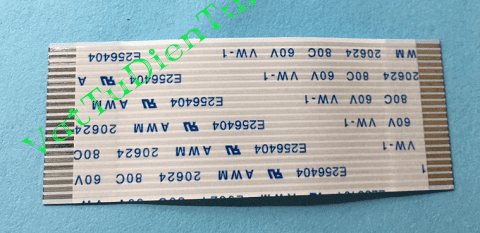 1 E256404 AWM 20624 80C 60V
VW-1 E256404 AWM 20624 80C
60V VW-1 E256404 AWM 20624
80C 60V VW-1 E256404 AWM
20624 80C 60V VW-1 E256404 A
WM 20624 80C 60V VW-1 E256404
VatTuDienTu